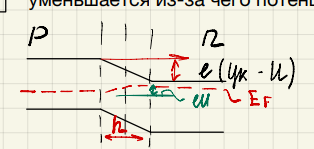 уменьшается из-за чего потен
p n
e(φк - U)
eU
E_F
h